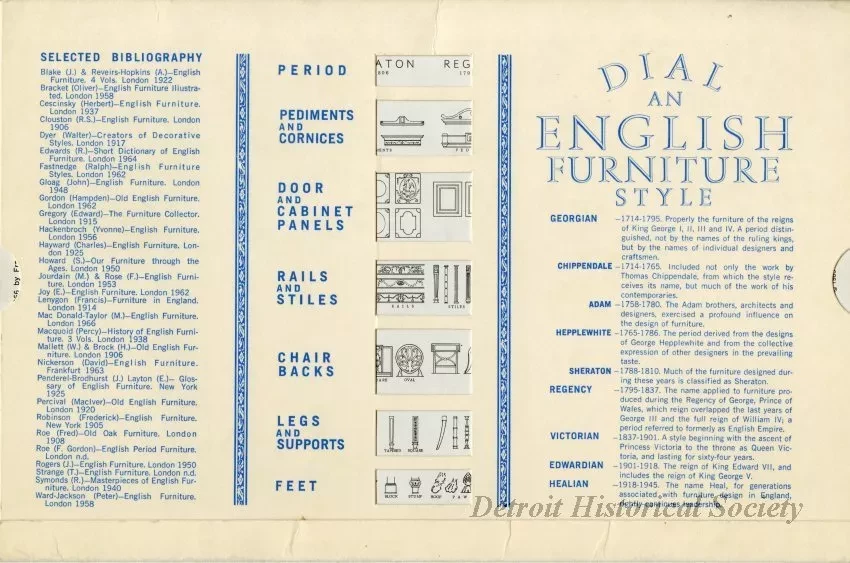 SELECTED BIBLIOGRAPHY
Blake (J.) & Reveirs-Hopkins (A.)—English
Furniture. 4 Vols. London 1922
Bracket (Oliver)—English Furniture Illustra-
ted. London 1958
Cescinsky (Herbert)—English Furniture.
London 1937
Clouston (R.S.)—English Furniture. London
1906
Dyer (Walter)—Creators of Decorative
Styles. London 1917
Edwards (R.)—Short Dictionary of English
Furniture. London 1964
Fastnedge (Ralph)—English Furniture
Styles. London 1962
Gloag (John)—English Furniture. London
1948
Gordon (Hampden)—Old English Furniture.
London 1962
Gregory (Edward)—The Furniture Collector.
London 1915
Hackenbroch (Yvonne)—English Furniture.
London 1956
Hayward (Charles)—English Furniture. Lon-
don 1925
Howard (S.)—Our Furniture through the
Ages. London 1950
Jourdain (M.) & Rose (F.)—English Furni-
ture. London 1953
Joy (E.)—English Furniture. London 1962
Lenygon (Francis)—Furniture in England.
London 1914
Mac Donald-Taylor (M.)—English Furniture.
London 1966
Macquoid (Percy)—History of English Furni-
ture. 3 Vols. London 1938
Mallett (W.) & Brock (H.)—Old English Fur-
niture. London 1906
Nickerson (David)—English Furniture.
Frankfurt 1963
Penderel-Brodhurst (J.) Layton (E.)— Glos-
sary of English Furniture. New York
1925
Percival (MacIver)—Old English Furniture.
London 1920
Robinson (Frederick)—English Furniture.
New York 1905
Roe (Fred)—Old Oak Furniture. London
1908
Roe (F. Gordon)—English Period Furniture.
London n.d.
Rogers (J.)—English Furniture. London 1950
Strange (T.)—English Furniture. London n.d.
Symonds (R.)—Masterpieces of English Fur-
niture. London 1940
Ward-Jackson (Peter)—English Furniture.
London 1958
PERIOD
ATON REG
806 179
PEDIMENTS
AND
CORNICES
ENTS PED
DOOR
AND
CABINET
PANELS
RAILS
AND
STILES
RAILS STILES
CHAIR
BACKS
ARE OVAL
LEGS
AND
SUPPORTS
TAPERED ROUND
FEET
BLOCK STUMP HOOF PAW
DIAL
AN
ENGLISH
FURNITURE
STYLE
GEORGIAN —1714-1795. Properly the furniture of the reigns
of King George I, II, III and IV. A period distin-
guished, not by the names of the ruling kings,
but by the names of individual designers and
craftsmen.
CHIPPENDALE —1714-1765. Included not only the work by
Thomas Chippendale, from which the style re-
ceives its name, but much of the work of his
contemporaries.
ADAM —1758-1780. The Adam brothers, architects and
designers, exercised a profound influence on
the design of furniture.
HEPPLEWHITE —1765-1786. The period derived from the designs
of George Hepplewhite and from the collective
expression of other designers in the prevailing
taste.
SHERATON —1788-1810. Much of the furniture designed dur-
ing these years is classified as Sheraton.
REGENCY —1795-1837. The name applied to furniture pro-
duced during the Regency of George, Prince of
Wales, which reign overlapped the last years of
George III and the full reign of William IV; a
period referred to formerly as English Empire.
VICTORIAN —1837-1901. A style beginning with the ascent of
Princess Victoria to the throne as Queen Vic-
toria, and lasting for sixty-four years.
EDWARDIAN —1901-1918. The reign of King Edward VII, and
includes the reign of King George V.
HEALIAN —1918-1945. The name Heal, for generations
associated with furniture design in England,
rightly continues leadership.
Detroit Historical Society